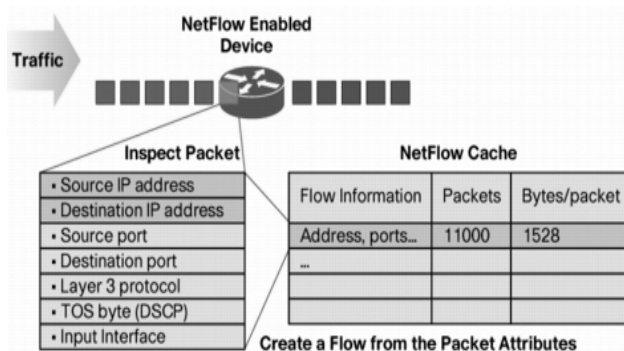 NetFlow Enabled
Device
Traffic
Inspect Packet
• Source IP address
• Destination IP address
• Source port
• Destination port
• Layer 3 protocol
• TOS byte (DSCP)
• Input Interface
NetFlow Cache
Flow Information Packets Bytes/packet
Address, ports... 11000 1528
...
Create a Flow from the Packet Attributes